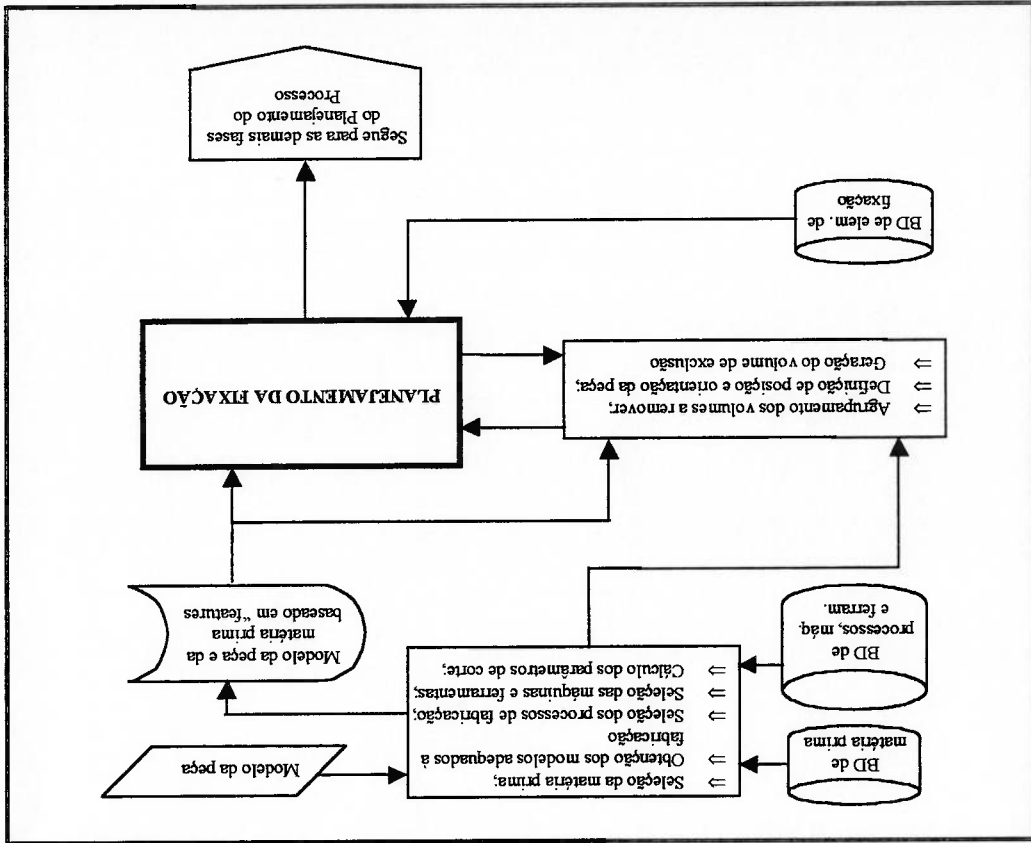 BD de
matéria prima
⇒ Seleção da matéria prima;
⇒ Obtenção dos modelos adequados à
fabricação
⇒ Seleção dos processos de fabricação;
⇒ Seleção das máquinas e ferramentas;
⇒ Cálculo dos parâmetros de corte;
Modelo da peça
BD de
processos, máq.
e ferram.
Modelo da peça e da
matéria prima
baseado em "features
⇒ Agrupamento dos volumes a remover;
⇒ Definição de posição e orientação da peça;
⇒ Geração do volume de exclusão
PLANEJAMENTO DA FIXAÇÃO
BD de elem. de
fixação
Segue para as demais fases
do Planejamento do
Processo